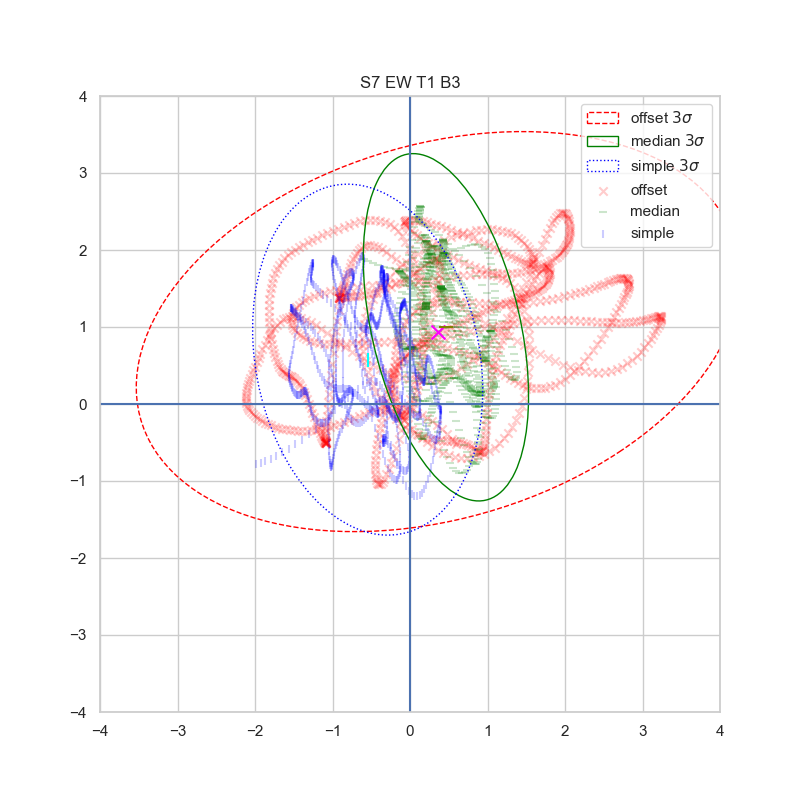 S7 EW T1 B3
offset 3σ
median 3σ
simple 3σ
offset
median
simple
4
3
2
1
0
−1
−2
−3
−4
−4 −3 −2 −1 0 1 2 3 4